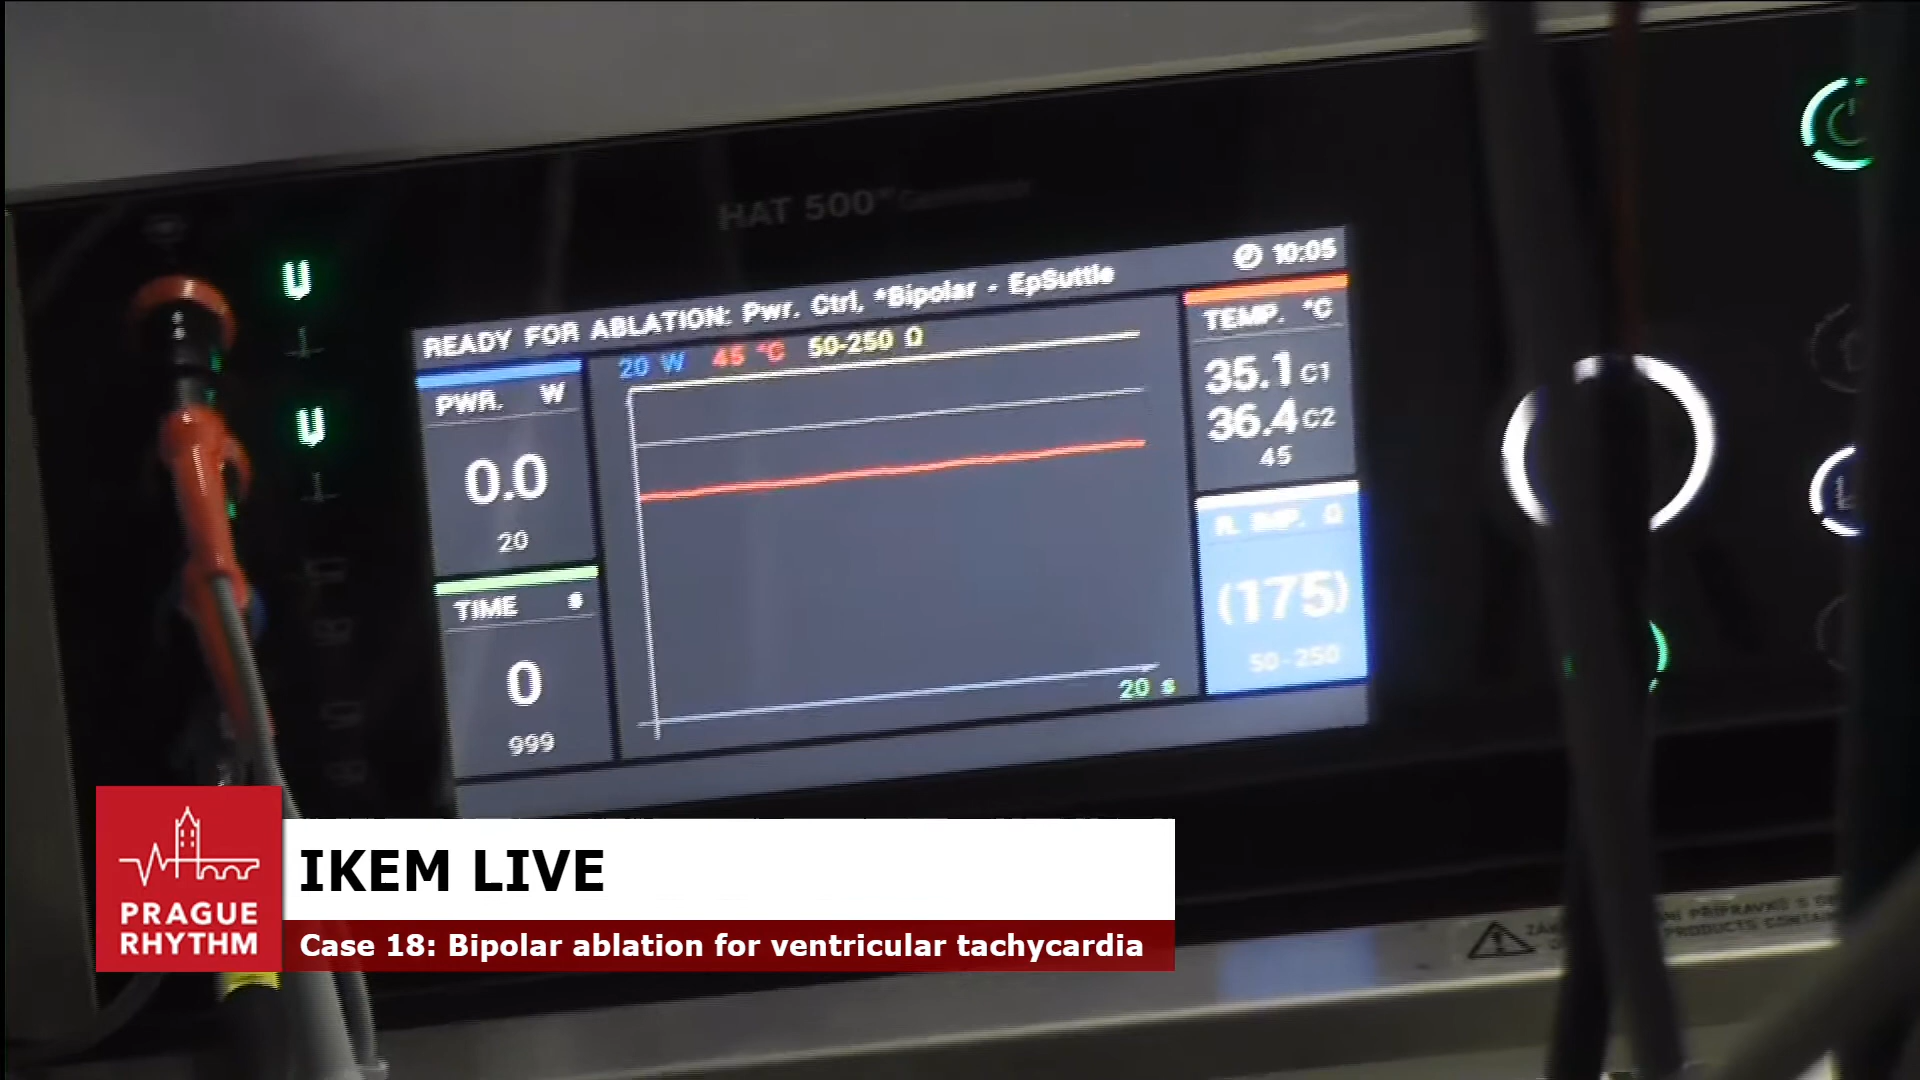 HAT 500
READY FOR ABLATION: Pwr. Ctrl, *Bipolar - EpSuttle
10:05
20 W 45 °C 50-250 Ω
PWR. W
0.0
20
TIME s
0
999
20 s
TEMP. °C
35.1 C1
36.4 C2
45
R. IMP. Ω
(175)
50-250
PRODUCTS
PRAGUE
RHYTHM
IKEM LIVE
Case 18: Bipolar ablation for ventricular tachycardia